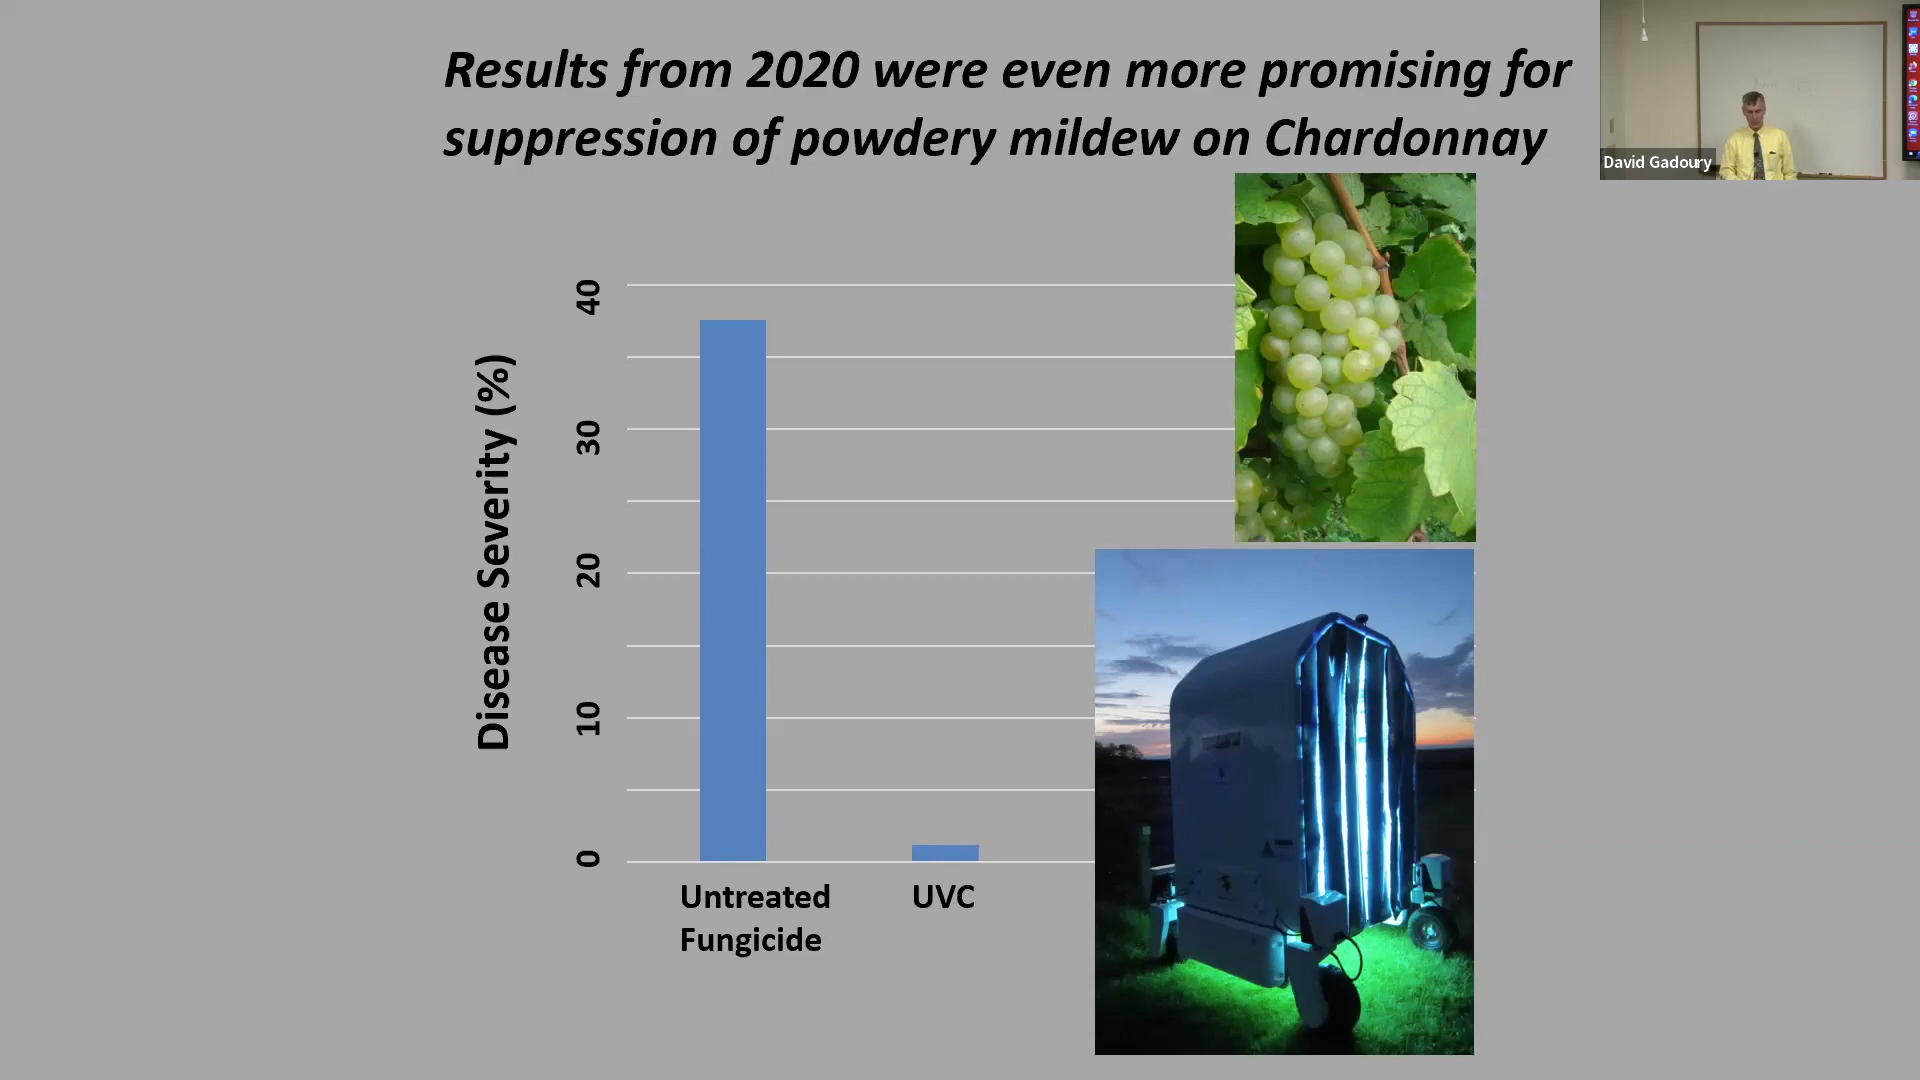 Results from 2020 were even more promising for
suppression of powdery mildew on Chardonnay
David Gadoury
Disease Severity (%)
40
30
20
10
0
Untreated
Fungicide
UVC